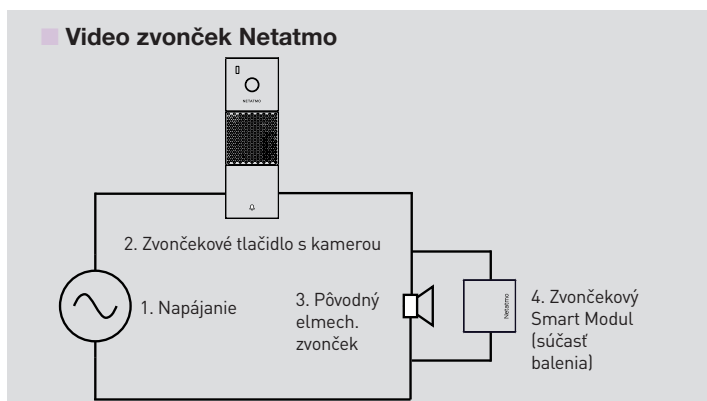 Video zvonček Netatmo
NETATMO
2. Zvončekové tlačidlo s kamerou
1. Napájanie
3. Pôvodný
elmech.
zvonček
Netatmo
4. Zvončekový
Smart Modul
(súčasť
balenia)